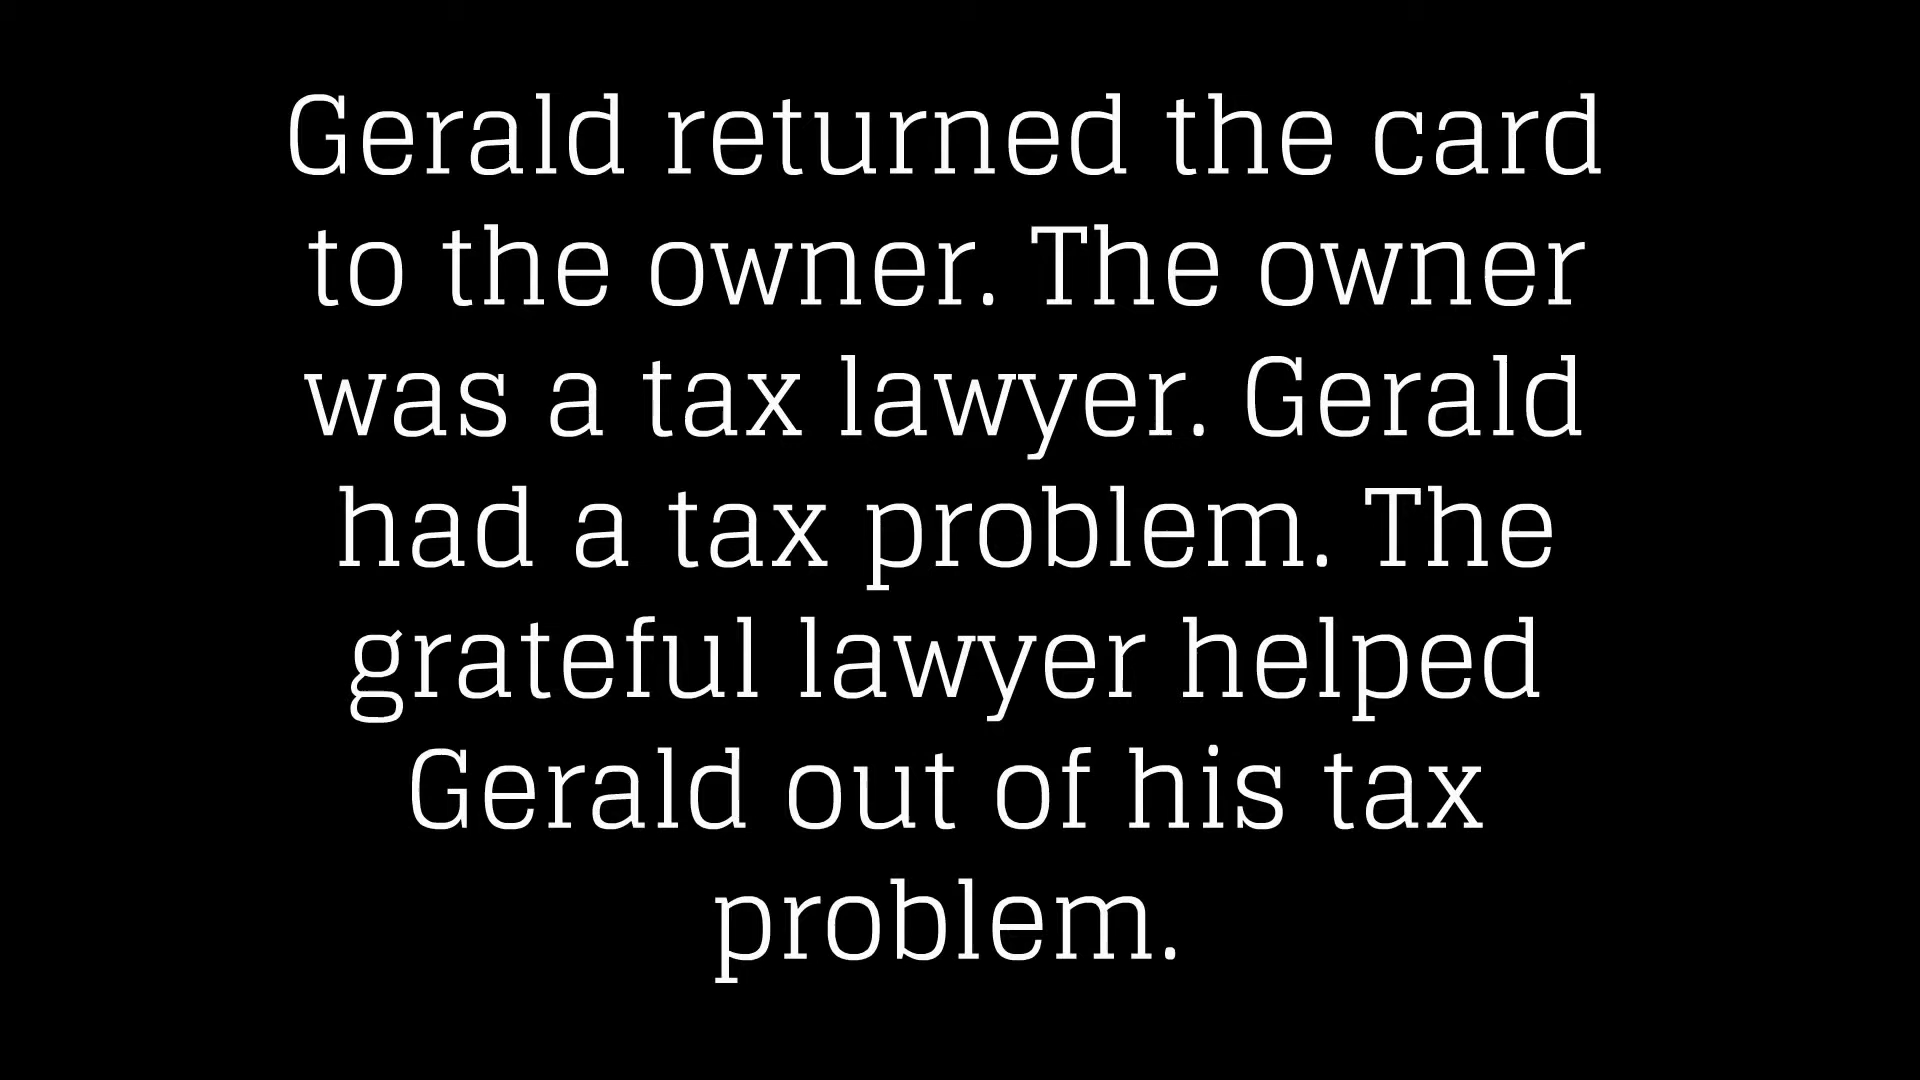 Gerald returned the card
to the owner. The owner
was a tax lawyer. Gerald
had a tax problem. The
grateful lawyer helped
Gerald out of his tax
problem.